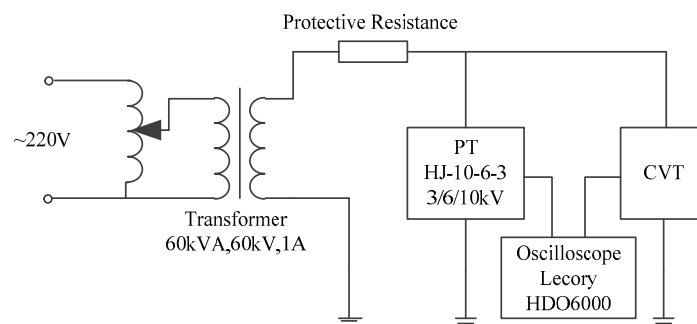 Protective Resistance
~220V
Transformer
60kVA,60kV,1A
PT
HJ-10-6-3
3/6/10kV
CVT
Oscilloscope
Lecory
HDO6000